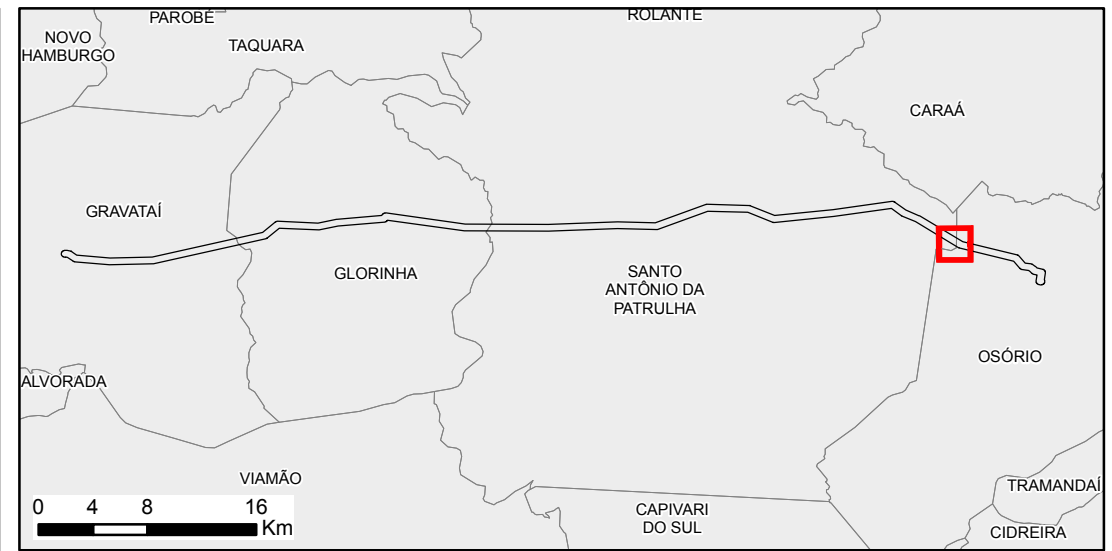 PAROBÉ
ROLANTE
NOVO
HAMBURGO
TAQUARA
CARAÁ
GRAVATAÍ
GLORINHA
SANTO
ANTÔNIO DA
PATRULHA
OSÓRIO
ALVORADA
VIAMÃO
TRAMANDAÍ
CAPIVARI
DO SUL
CIDREIRA
0 4 8 16
Km